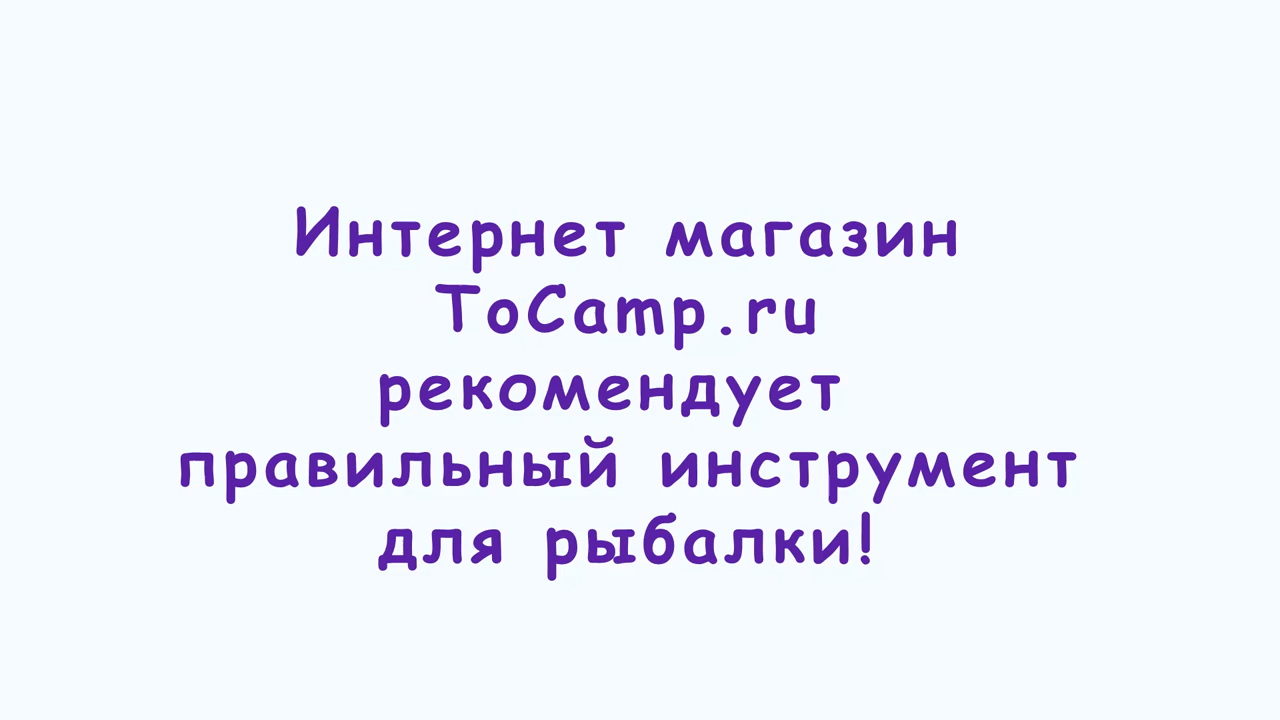 Интернет магазин
ToCamp.ru
рекомендует
правильный инструмент
для рыбалки!